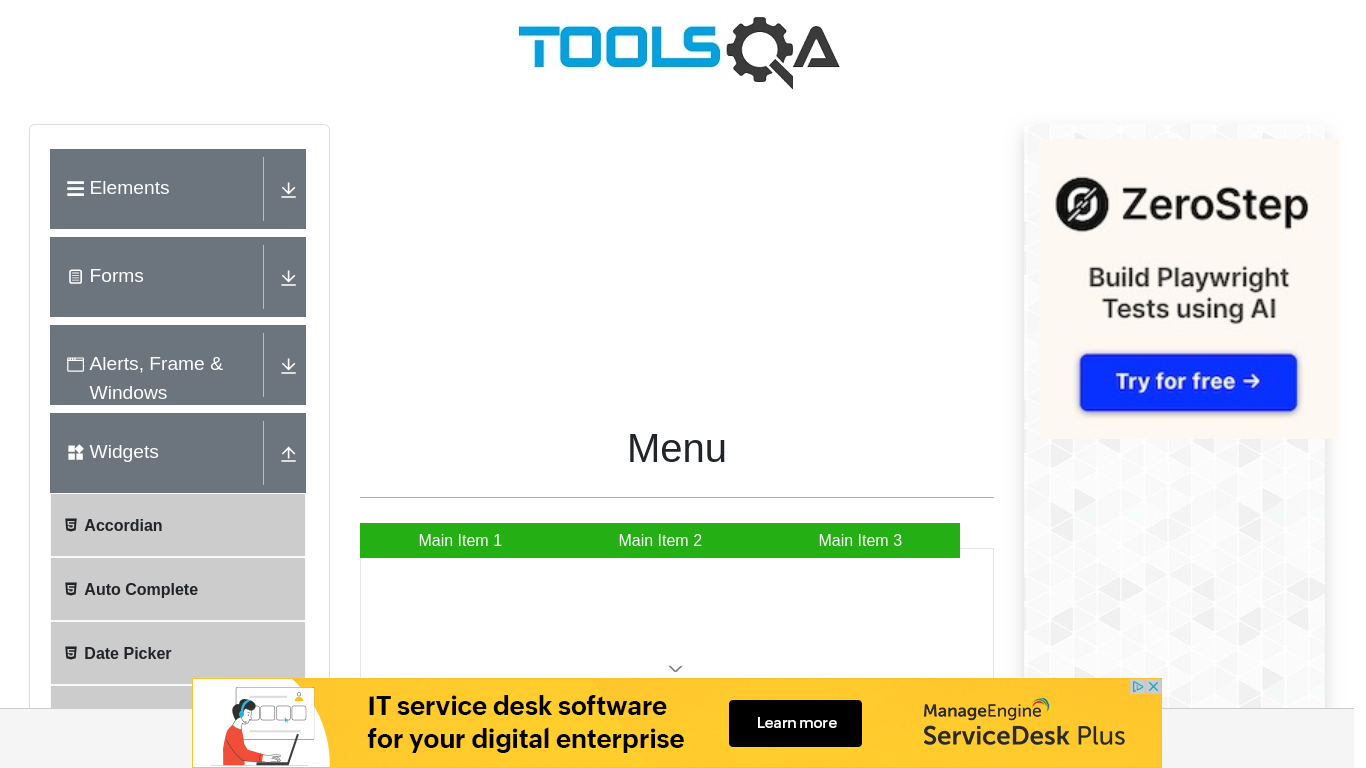 TOOLSQA
Elements
Forms
Alerts, Frame &
Windows
Widgets
Accordian
Auto Complete
Date Picker
Menu
Main Item 1
Main Item 2
Main Item 3
ZeroStep
Build Playwright
Tests using AI
Try for free →
IT service desk software
for your digital enterprise
Learn more
ManageEngine
ServiceDesk Plus